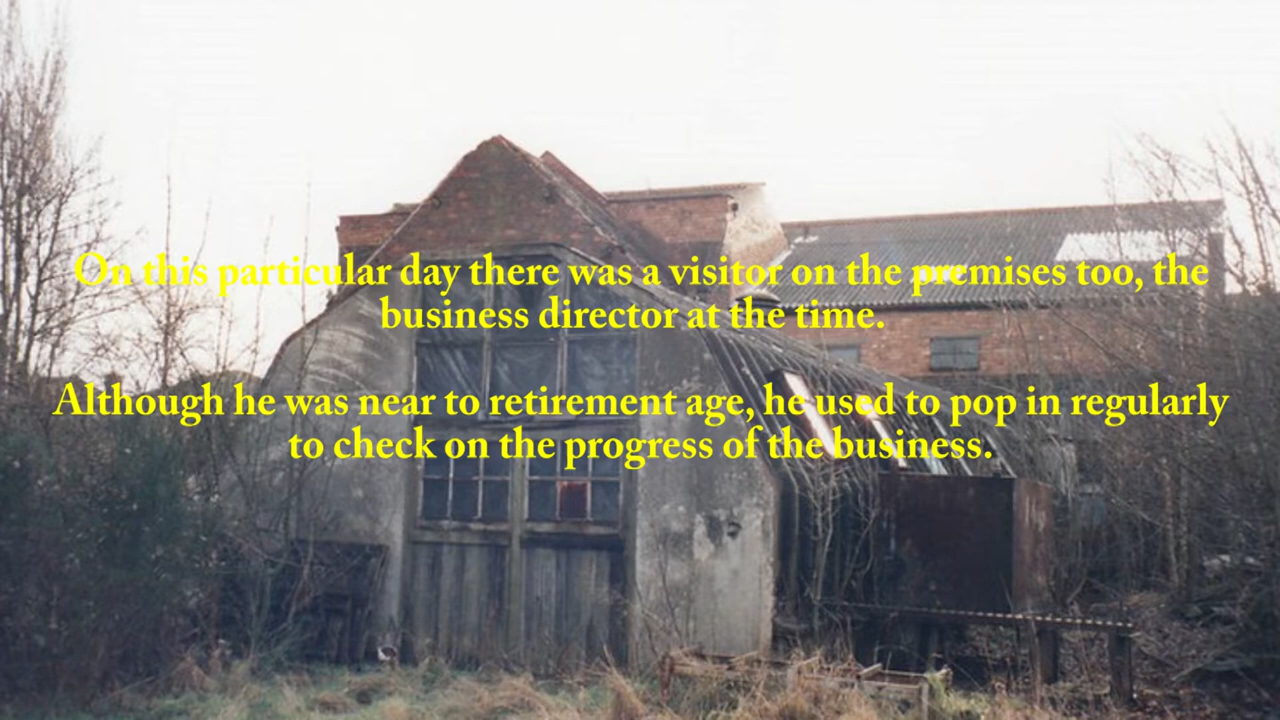 On this particular day there was a visitor on the premises too, the
business director at the time.
Although he was near to retirement age, he used to pop in regularly
to check on the progress of the business.